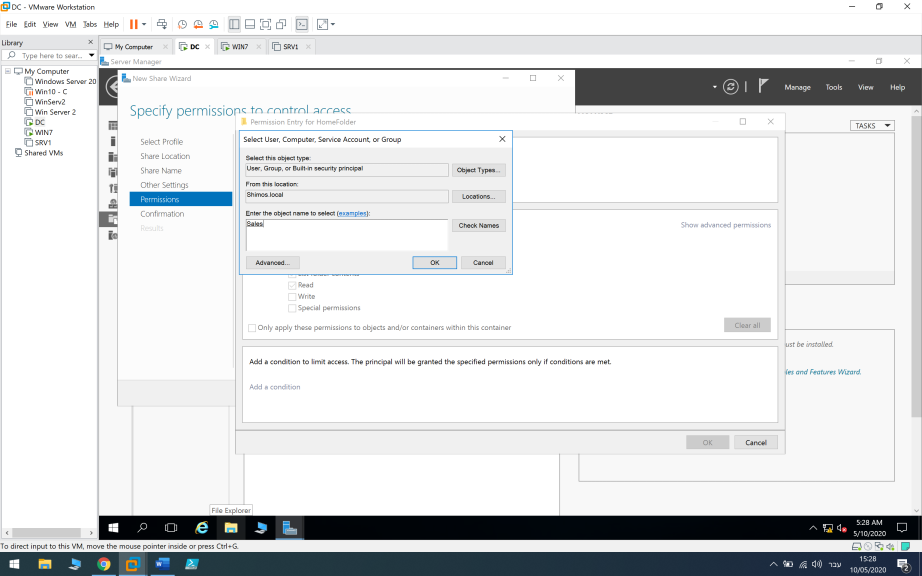 DC - VMware Workstation
File Edit View VM Tabs Help
Library
Type here to sear...
My Computer
Windows Server 20
Win10 - C
WinServ2
Win Server 2
DC
WIN7
SRV1
Shared VMs
My Computer DC WIN7 SRV1
Server Manager
Manage Tools View Help
TASKS
New Share Wizard
Specify permissions to control access
Select Profile
Share Location
Share Name
Other Settings
Permissions
Confirmation
Results
Permission Entry for HomeFolder
Select User, Computer, Service Account, or Group
Select this object type:
User, Group, or Built-in security principal
Object Types...
From this location:
Shimos.local
Locations...
Enter the object name to select (examples):
Sales
Check Names
Advanced...
OK
Cancel
Show advanced permissions
Read
Write
Special permissions
Only apply these permissions to objects and/or containers within this container
Clear all
Add a condition to limit access. The principal will be granted the specified permissions only if conditions are met.
Add a condition
OK
Cancel
ust be installed.
les and Features Wizard.
File Explorer
5:28 AM
5/10/2020
To direct input to this VM, move the mouse pointer inside or press Ctrl+G.
עבר
15:28
10/05/2020
2